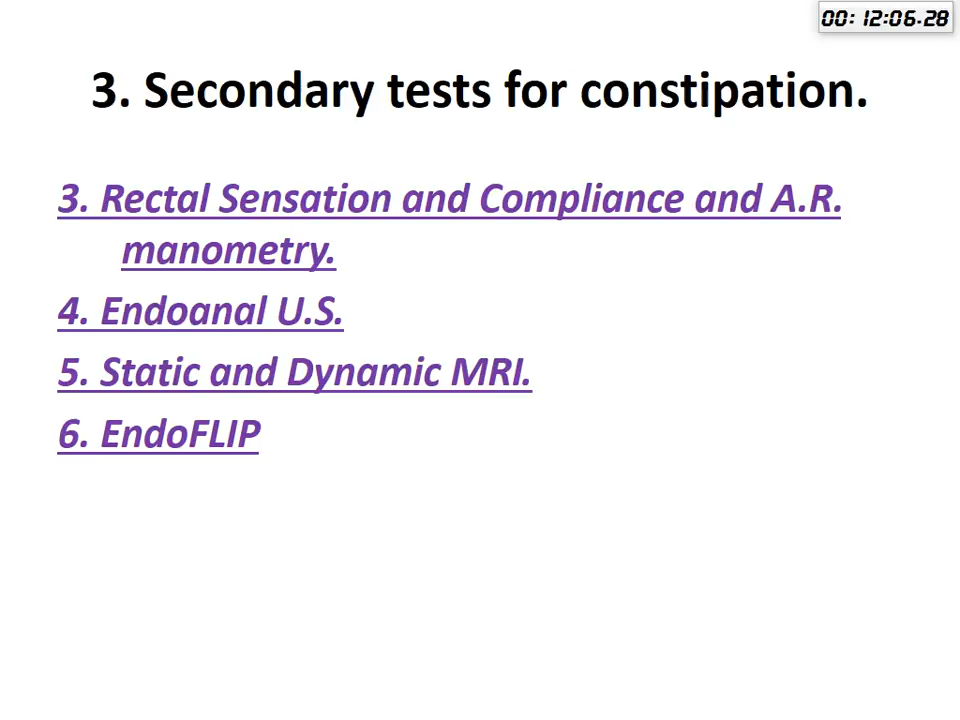 00: 12:06.28
3. Secondary tests for constipation.
3. Rectal Sensation and Compliance and A.R.
manometry.
4. Endoanal U.S.
5. Static and Dynamic MRI.
6. EndoFLIP